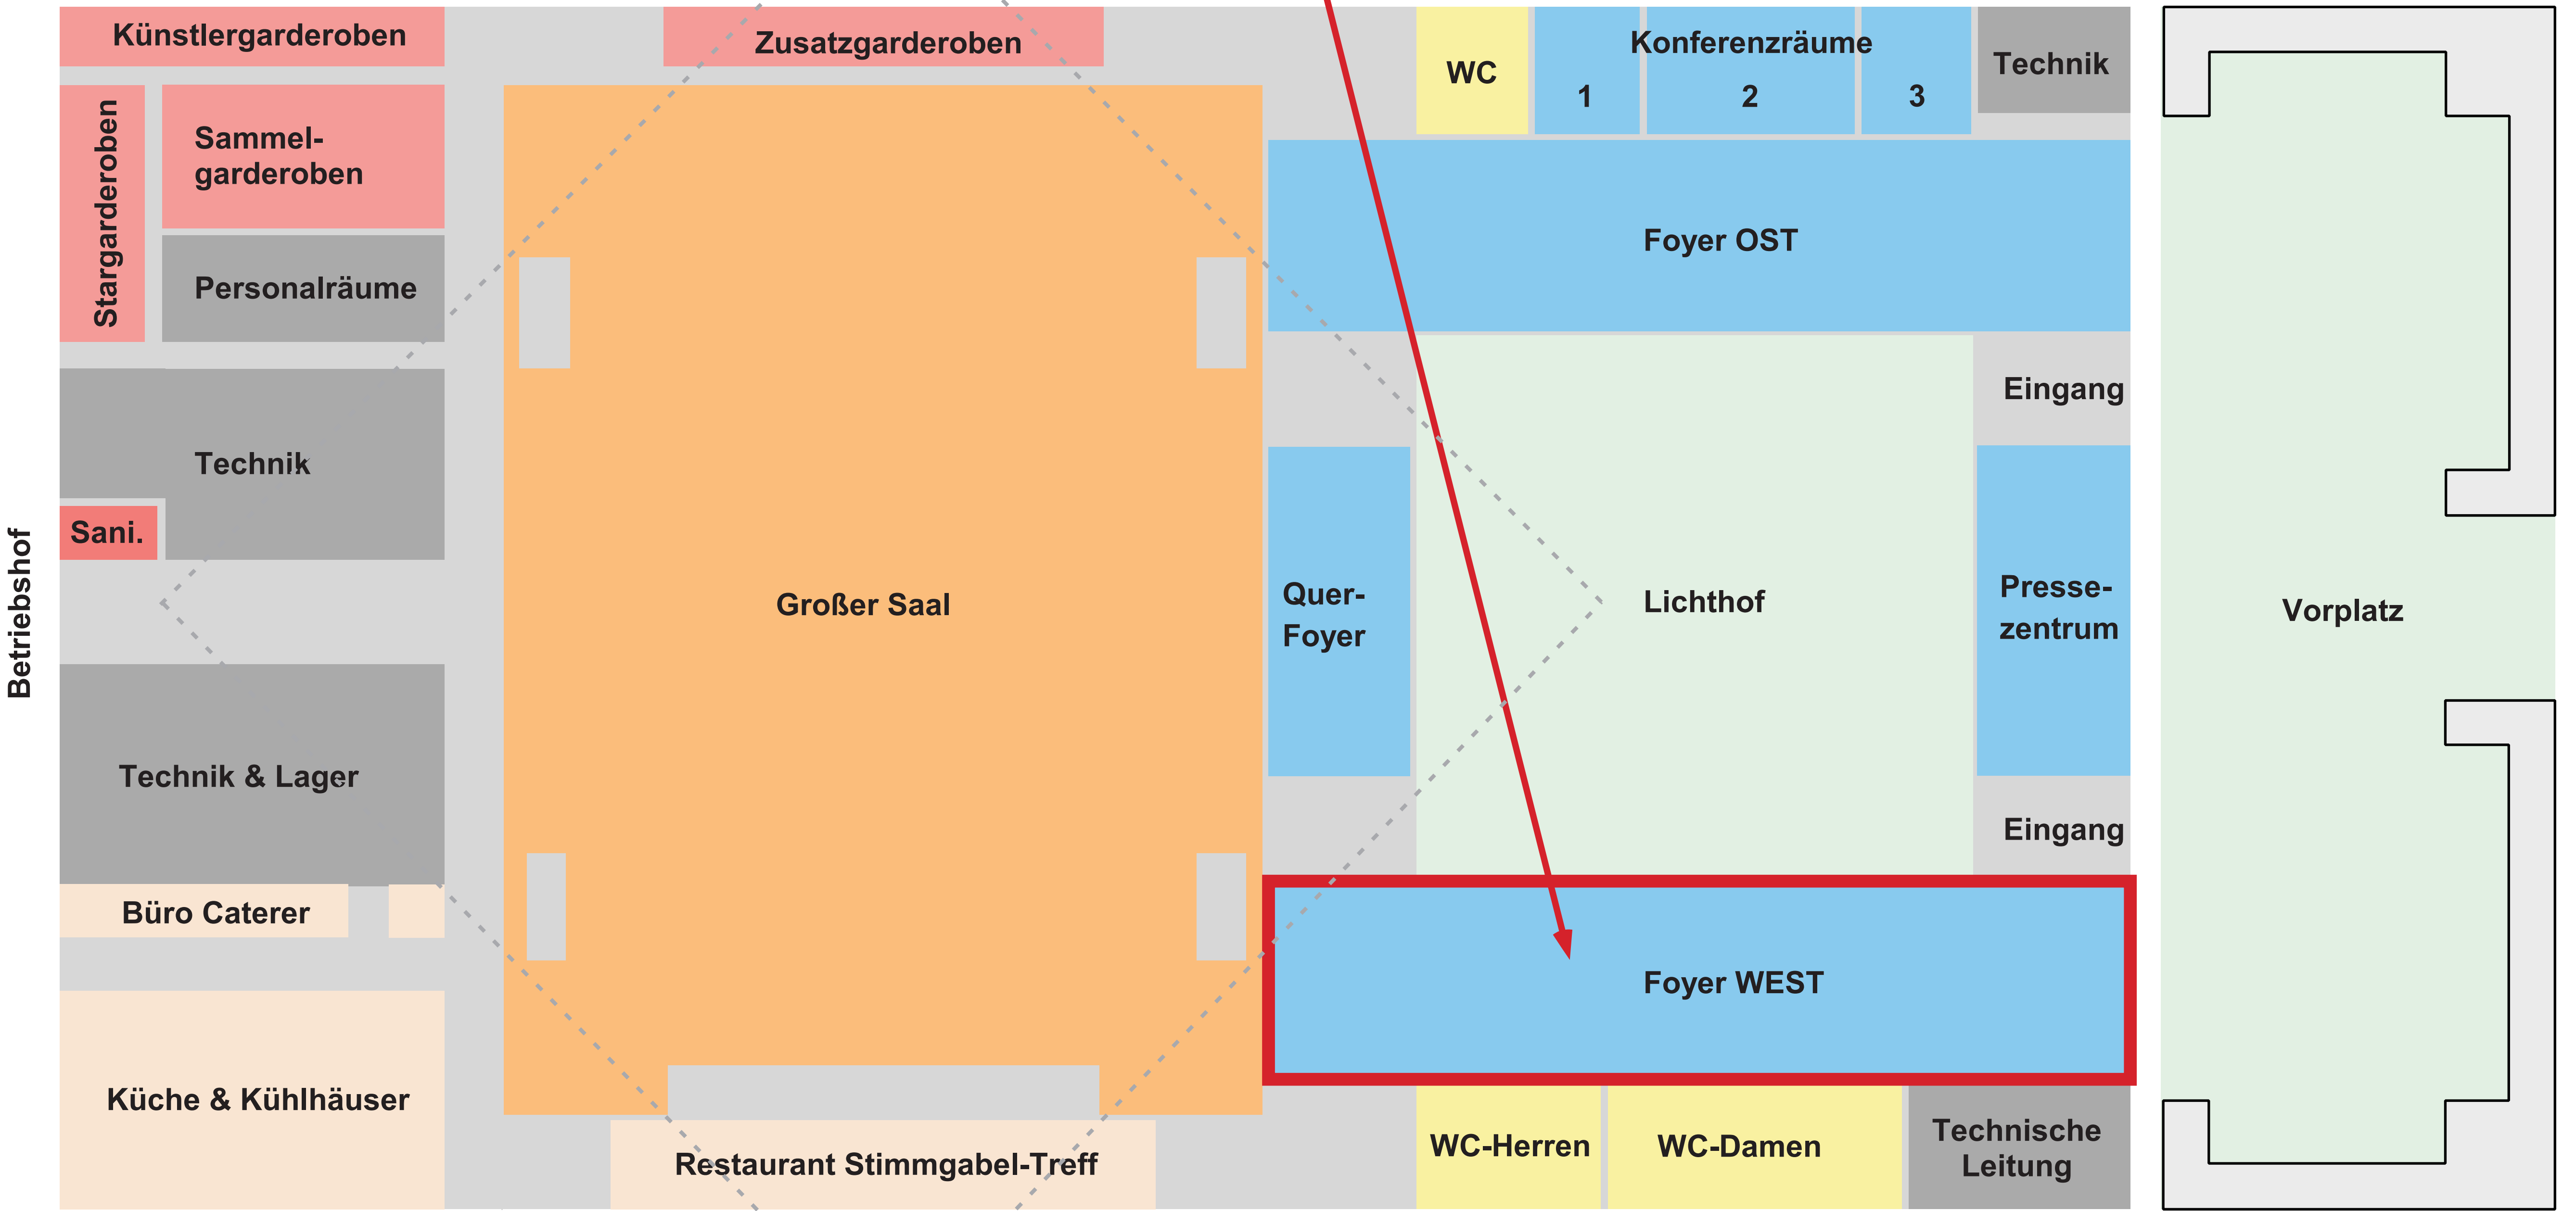 Künstlergarderoben
Zusatzgarderoben
WC
Konferenzräume
1
2
3
Technik
Stargarderoben
Sammel-
garderoben
Personalräume
Foyer OST
Technik
Eingang
Sani.
Betriebshof
Großer Saal
Quer-
Foyer
Lichthof
Presse-
zentrum
Vorplatz
Technik & Lager
Eingang
Büro Caterer
Foyer WEST
Küche & Kühlhäuser
Restaurant Stimmgabel-Treff
WC-Herren
WC-Damen
Technische
Leitung